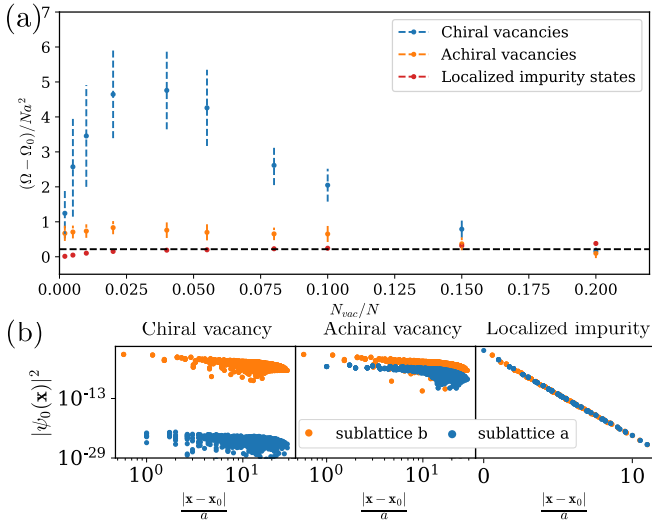 (a)
7
6
5
4
3
2
1
0
(Ω − Ω₀)/Na²
Chiral vacancies
Achiral vacancies
Localized impurity states
0.000 0.025 0.050 0.075 0.100 0.125 0.150 0.175 0.200
N_vac/N
(b)
Chiral vacancy Achiral vacancy Localized impurity
|ψ₀(x)|²
10⁻¹³
10⁻²⁹
sublattice b sublattice a
10⁰ 10¹ 10⁰ 10¹ 0 10
|x − x₀|/a |x − x₀|/a |x − x₀|/a